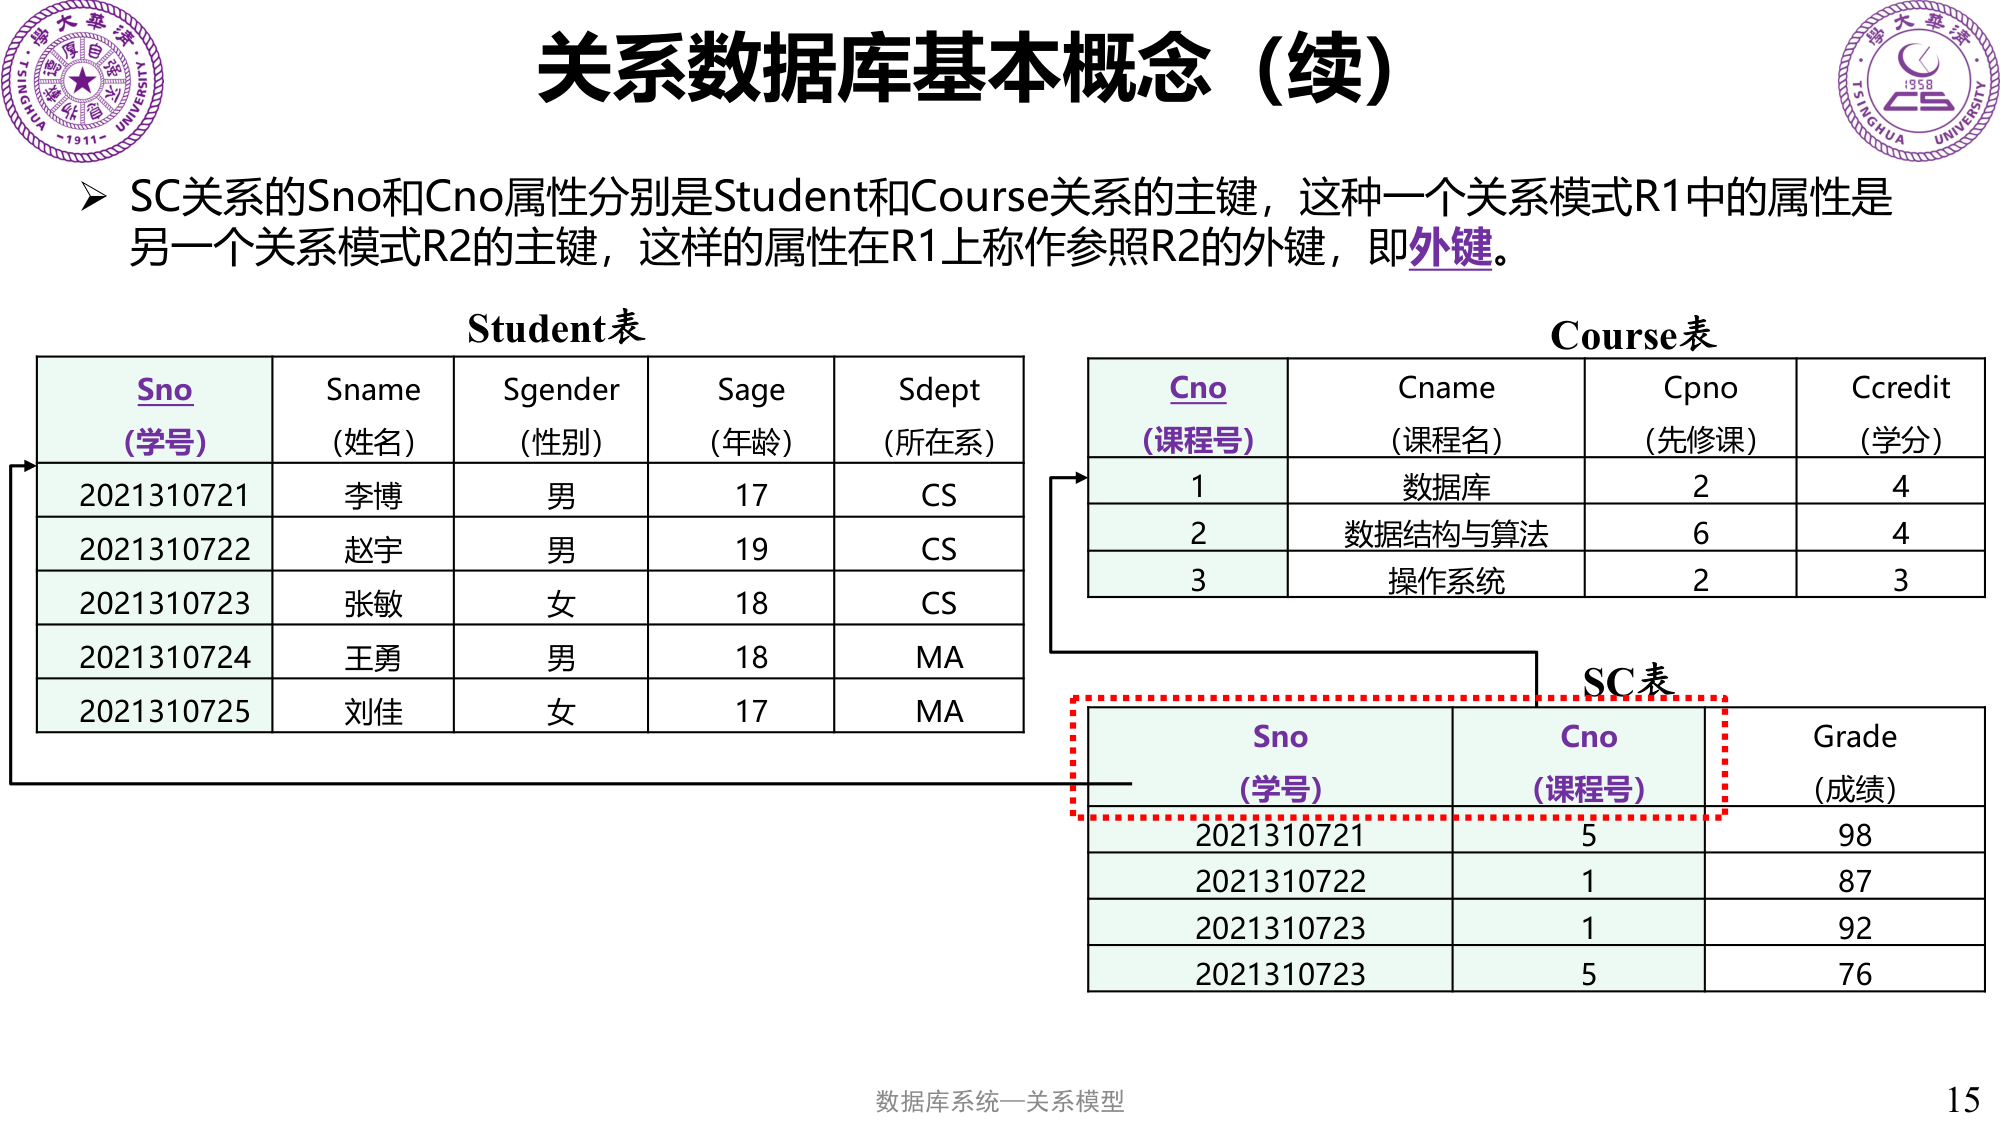 关系数据库基本概念（续）
➢ SC关系的Sno和Cno属性分别是Student和Course关系的主键，这种一个关系模式R1中的属性是
另一个关系模式R2的主键，这样的属性在R1上称作参照R2的外键，即外键。
Student表
Sno Sname Sgender Sage Sdept
（学号） （姓名） （性别） （年龄） （所在系）
2021310721 李博 男 17 CS
2021310722 赵宇 男 19 CS
2021310723 张敏 女 18 CS
2021310724 王勇 男 18 MA
2021310725 刘佳 女 17 MA
Course表
Cno Cname Cpno Ccredit
（课程号） （课程名） （先修课） （学分）
1 数据库 2 4
2 数据结构与算法 6 4
3 操作系统 2 3
SC表
Sno Cno Grade
（学号） （课程号） （成绩）
2021310721 5 98
2021310722 1 87
2021310723 1 92
2021310723 5 76
数据库系统—关系模型
15
TSINGHUA UNIVERSITY
-1911-
TSINGHUA UNIVERSITY
1958